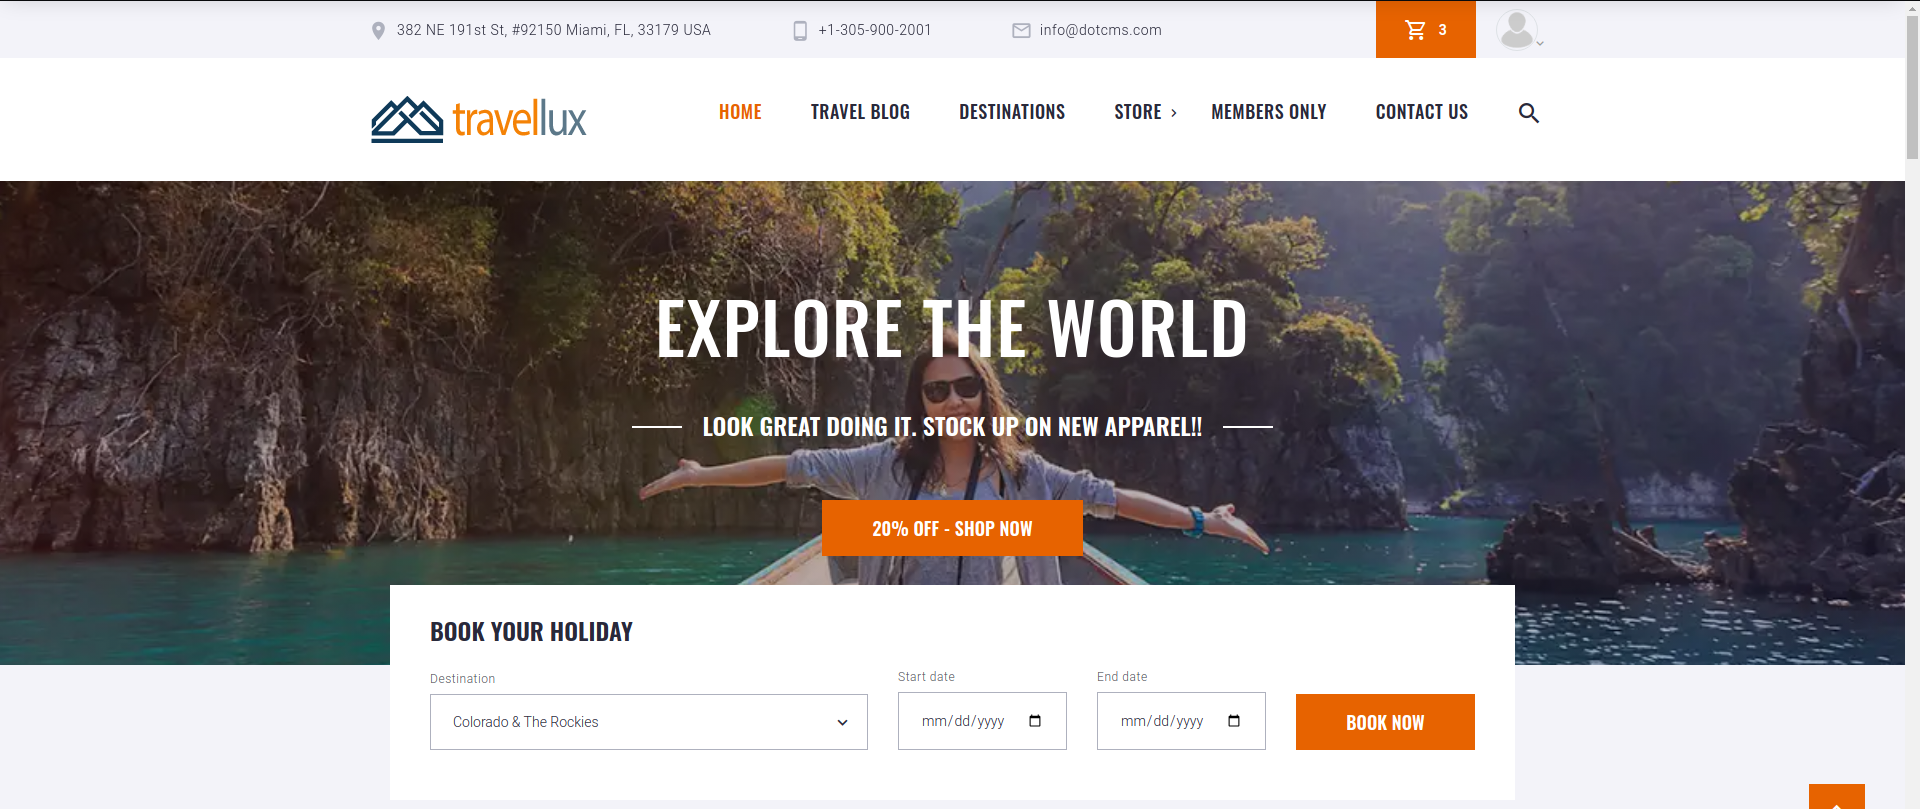 382 NE 191st St, #92150 Miami, FL, 33179 USA
+1-305-900-2001
info@dotcms.com
3
travellux
HOME
TRAVEL BLOG
DESTINATIONS
STORE
MEMBERS ONLY
CONTACT US
EXPLORE THE WORLD
LOOK GREAT DOING IT. STOCK UP ON NEW APPAREL!!
20% OFF - SHOP NOW
BOOK YOUR HOLIDAY
Destination
Start date
End date
Colorado & The Rockies
mm/dd/yyyy
mm/dd/yyyy
BOOK NOW